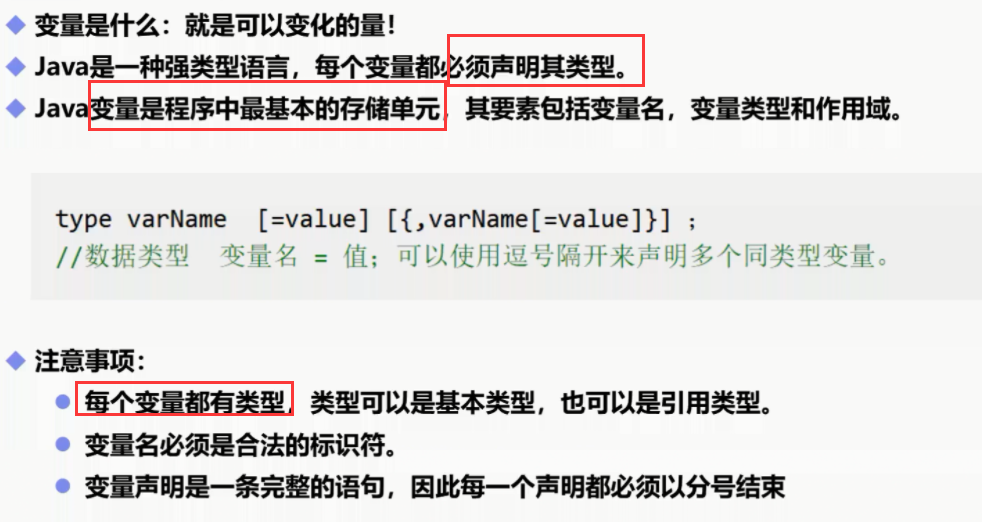 变量是什么：就是可以变化的量！
Java是一种强类型语言，每个变量都必须声明其类型。
Java变量是程序中最基本的存储单元，其要素包括变量名，变量类型和作用域。
type varName  [=value] [{,varName[=value]}] ;
//数据类型  变量名 = 值；可以使用逗号隔开来声明多个同类型变量。
注意事项：
每个变量都有类型，类型可以是基本类型，也可以是引用类型。
变量名必须是合法的标识符。
变量声明是一条完整的语句，因此每一个声明都必须以分号结束